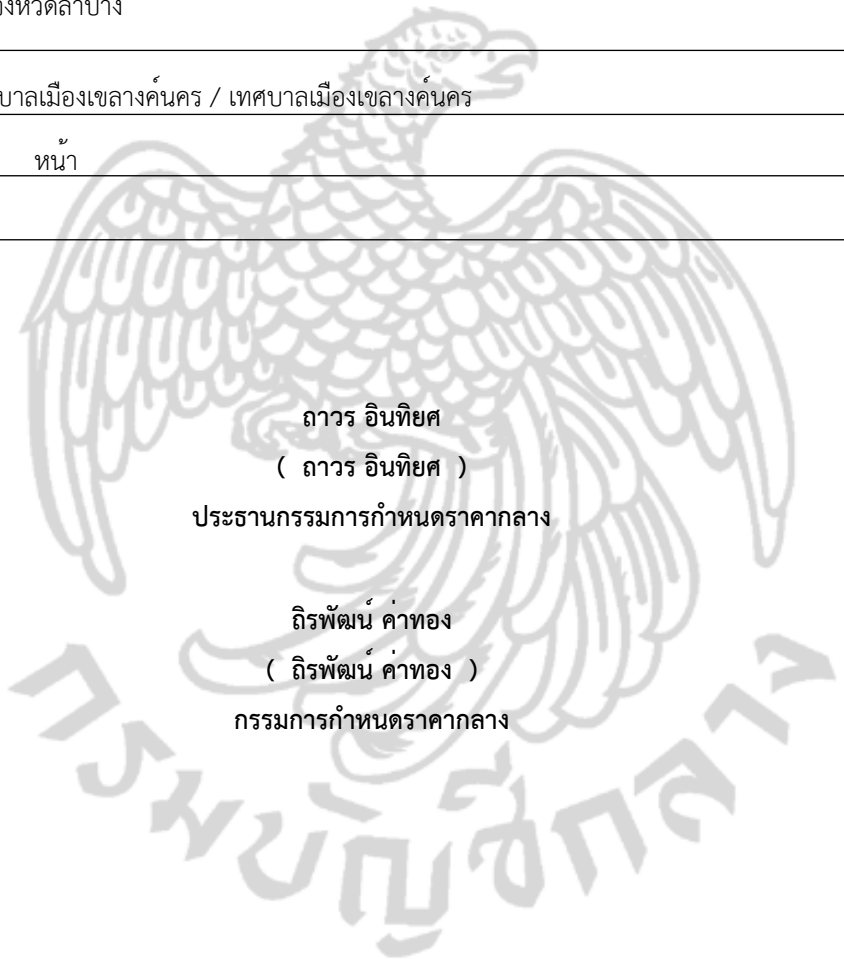 จังหวัดลำปาง
บาลเมืองเขลางค์นคร / เทศบาลเมืองเขลางค์นคร
หน้า
ถาวร อินทิยศ
( ถาวร อินทิยศ )
ประธานกรรมการกำหนดราคากลาง
ถิรพัฒน์ ค่าทอง
( ถิรพัฒน์ ค่าทอง )
กรรมการกำหนดราคากลาง
กรมบัญชีกลาง